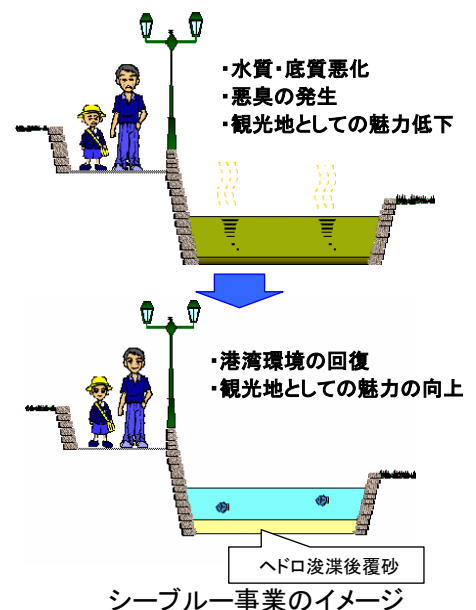 ・水質・底質悪化
・悪臭の発生
・観光地としての魅力低下
・港湾環境の回復
・観光地としての魅力の向上
ヘドロ浚渫後覆砂
シーブルー事業のイメージ